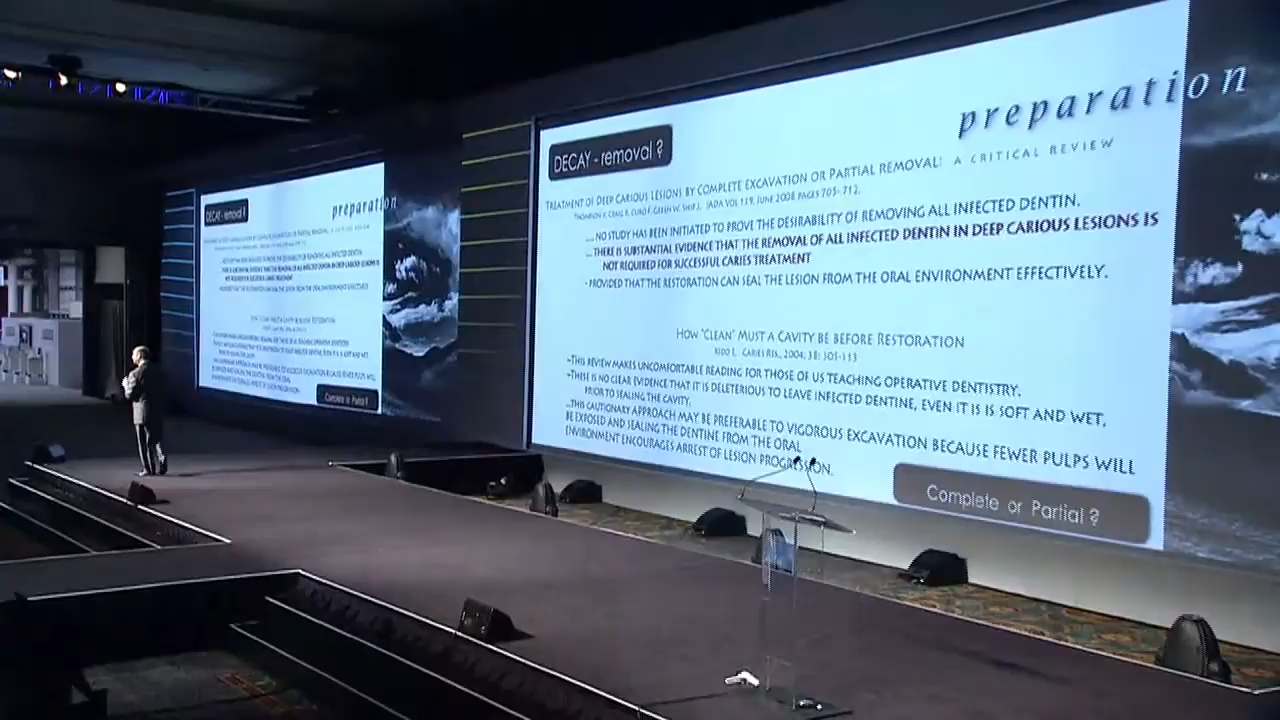 preparation
DECAY - removal ?
TREATMENT OF DEEP CARIOUS LESIONS BY COMPLETE EXCAVATION OR PARTIAL REMOVAL: A CRITICAL REVIEW
THOMPSON V, CRAIG R, CURO F, GREEN W, SHIP J, JADA VOL 139, JUNE 2008 PAGES 705-712.
... NO STUDY HAS BEEN INITIATED TO PROVE THE DESIRABILITY OF REMOVING ALL INFECTED DENTIN.
... THERE IS SUBSTANTIAL EVIDENCE THAT THE REMOVAL OF ALL INFECTED DENTIN IN DEEP CARIOUS LESIONS IS
NOT REQUIRED FOR SUCCESSFUL CARIES TREATMENT
- PROVIDED THAT THE RESTORATION CAN SEAL THE LESION FROM THE ORAL ENVIRONMENT EFFECTIVELY.
HOW "CLEAN" MUST A CAVITY BE BEFORE RESTORATION
KIDD E, CARIES RES., 2004; 38: 305-313
-THIS REVIEW MAKES UNCOMFORTABLE READING FOR THOSE OF US TEACHING OPERATIVE DENTISTRY.
-THESE IS NO CLEAR EVIDENCE THAT IT IS DELETERIOUS TO LEAVE INFECTED DENTINE, EVEN IT IS IS SOFT AND WET,
PRIOR TO SEALING THE CAVITY.
...THIS CAUTIONARY APPROACH MAY BE PREFERABLE TO VIGOROUS EXCAVATION BECAUSE FEWER PULPS WILL
BE EXPOSED AND SEALING THE DENTINE FROM THE ORAL
ENVIRONMENT ENCOURAGES ARREST OF LESION PROGRESSION.
Complete or Partial ?
preparation
DECAY - removal ?
Complete or Partial ?